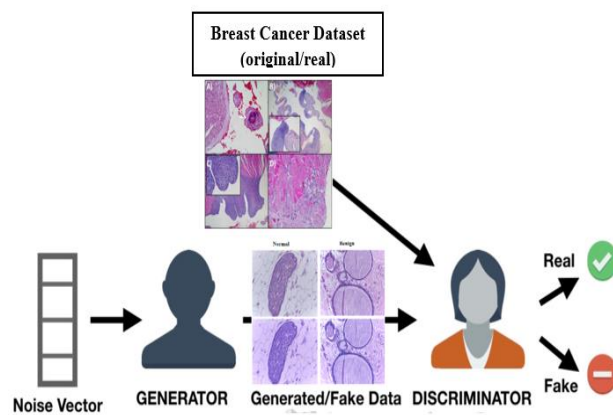 Breast Cancer Dataset
(original/real)
A)
B)
C)
D)
Normal
Benign
Real
Fake
Noise Vector
GENERATOR
Generated/Fake Data
DISCRIMINATOR